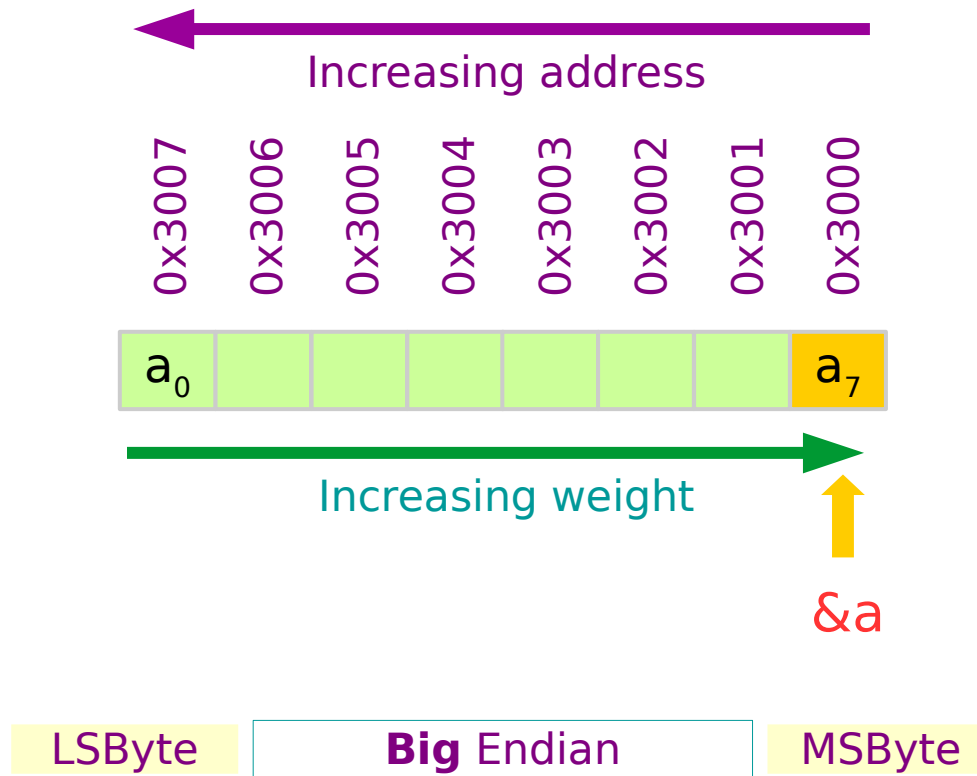 Increasing address
0x3007 0x3006 0x3005 0x3004 0x3003 0x3002 0x3001 0x3000
a₀ a₇
Increasing weight
&a
LSByte Big Endian MSByte